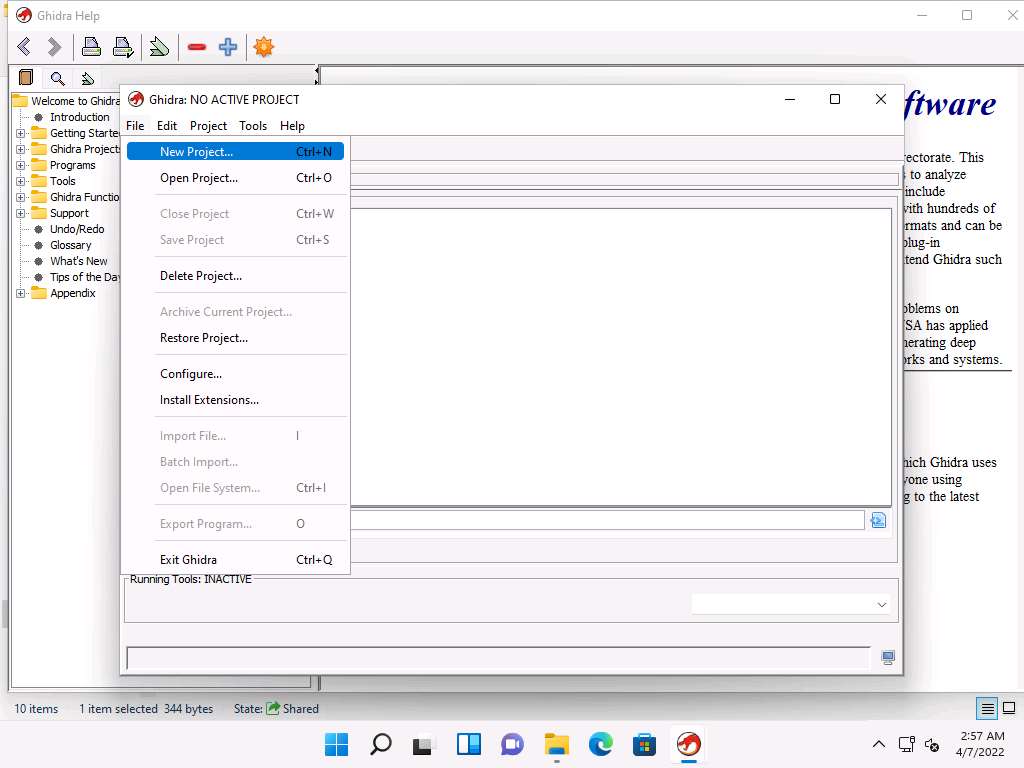 Ghidra Help
Welcome to Ghidra
Introduction
Getting Starte
Ghidra Project
Programs
Tools
Ghidra Functio
Support
Undo/Redo
Glossary
What's New
Tips of the Day
Appendix
Ghidra: NO ACTIVE PROJECT
File Edit Project Tools Help
New Project... Ctrl+N
Open Project... Ctrl+O
Close Project Ctrl+W
Save Project Ctrl+S
Delete Project...
Archive Current Project...
Restore Project...
Configure...
Install Extensions...
Import File... I
Batch Import...
Open File System... Ctrl+I
Export Program... O
Exit Ghidra Ctrl+Q
Running Tools: INACTIVE
ftware
rectorate. This
to analyze
include
with hundreds of
rmats and can be
plug-in
tend Ghidra such
oblems on
SA has applied
nerating deep
orks and systems.
hich Ghidra uses
yone using
g to the latest
10 items 1 item selected 344 bytes State: Shared
2:57 AM
4/7/2022